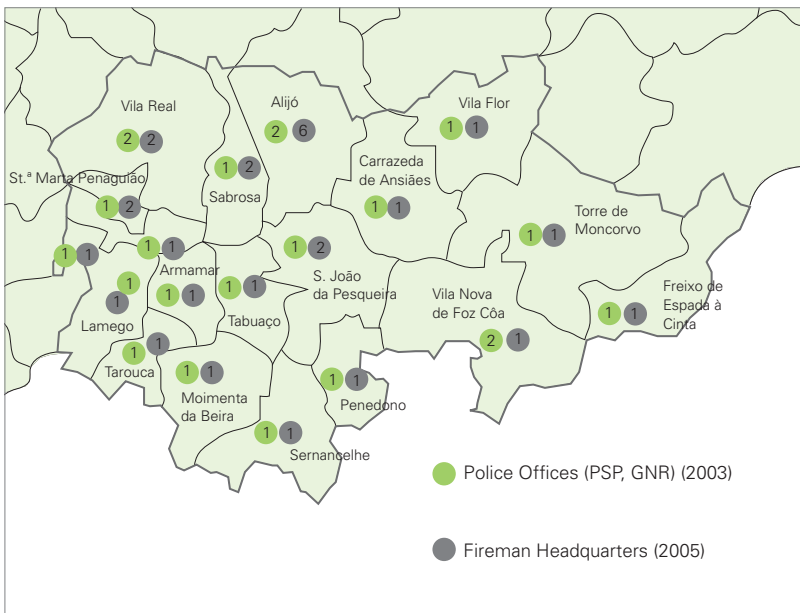 Vila Real
2 2
Alijó
2 6
Vila Flor
1 1
St.ª Marta Penaguião
1 2
1 2
Sabrosa
Carrazeda
de Ansiães
1 1
Torre de
Moncorvo
1 1
1 1
1 1
Armamar
1 1
1 2
S. João
da Pesqueira
1 1
Tabuaço
1
1
Lamego
Vila Nova
de Foz Côa
2 1
Freixo de
Espada à
Cinta
1 1
1 1
Tarouca
1 1
Moimenta
da Beira
1 1
Penedono
1 1
Sernancelhe
Police Offices (PSP, GNR) (2003)
Fireman Headquarters (2005)